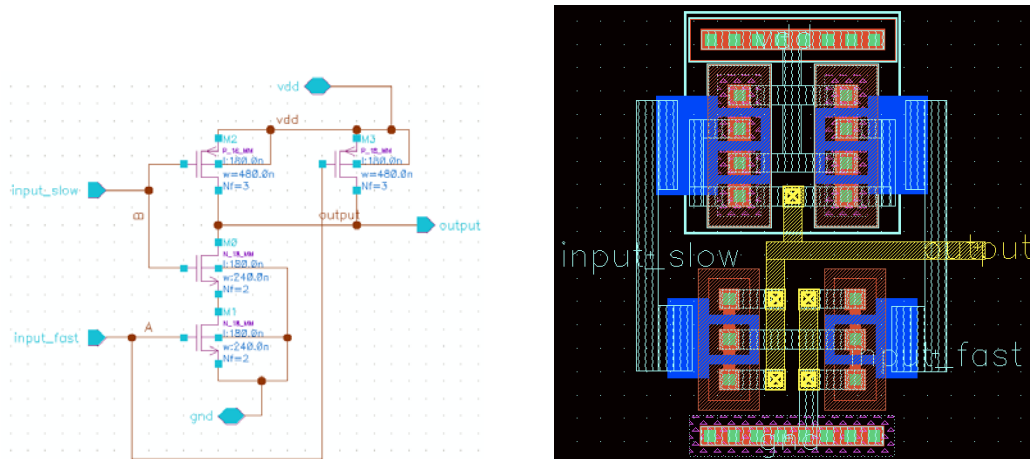 vdd
vdd
M2
P_18_MM
l:180.0n
w=480.0n
Nf=3
M3
P_18_MM
l:180.0n
w=480.0n
Nf=3
input_slow
B
output
output
M0
N_18_MM
l:180.0n
w:240.0n
Nf=2
M1
N_18_MM
l:180.0n
w:240.0n
Nf=2
A
input_fast
gnd
vdd
input_slow
output
input_fast
gnd